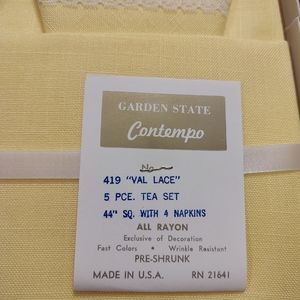 GARDEN STATE
Contempo
No.
419 "VAL LACE"
5 PCE. TEA SET
44" SQ. WITH 4 NAPKINS
ALL RAYON
Exclusive of Decoration
Fast Colors • Wrinkle Resistant
PRE-SHRUNK
MADE IN U.S.A. RN 21641